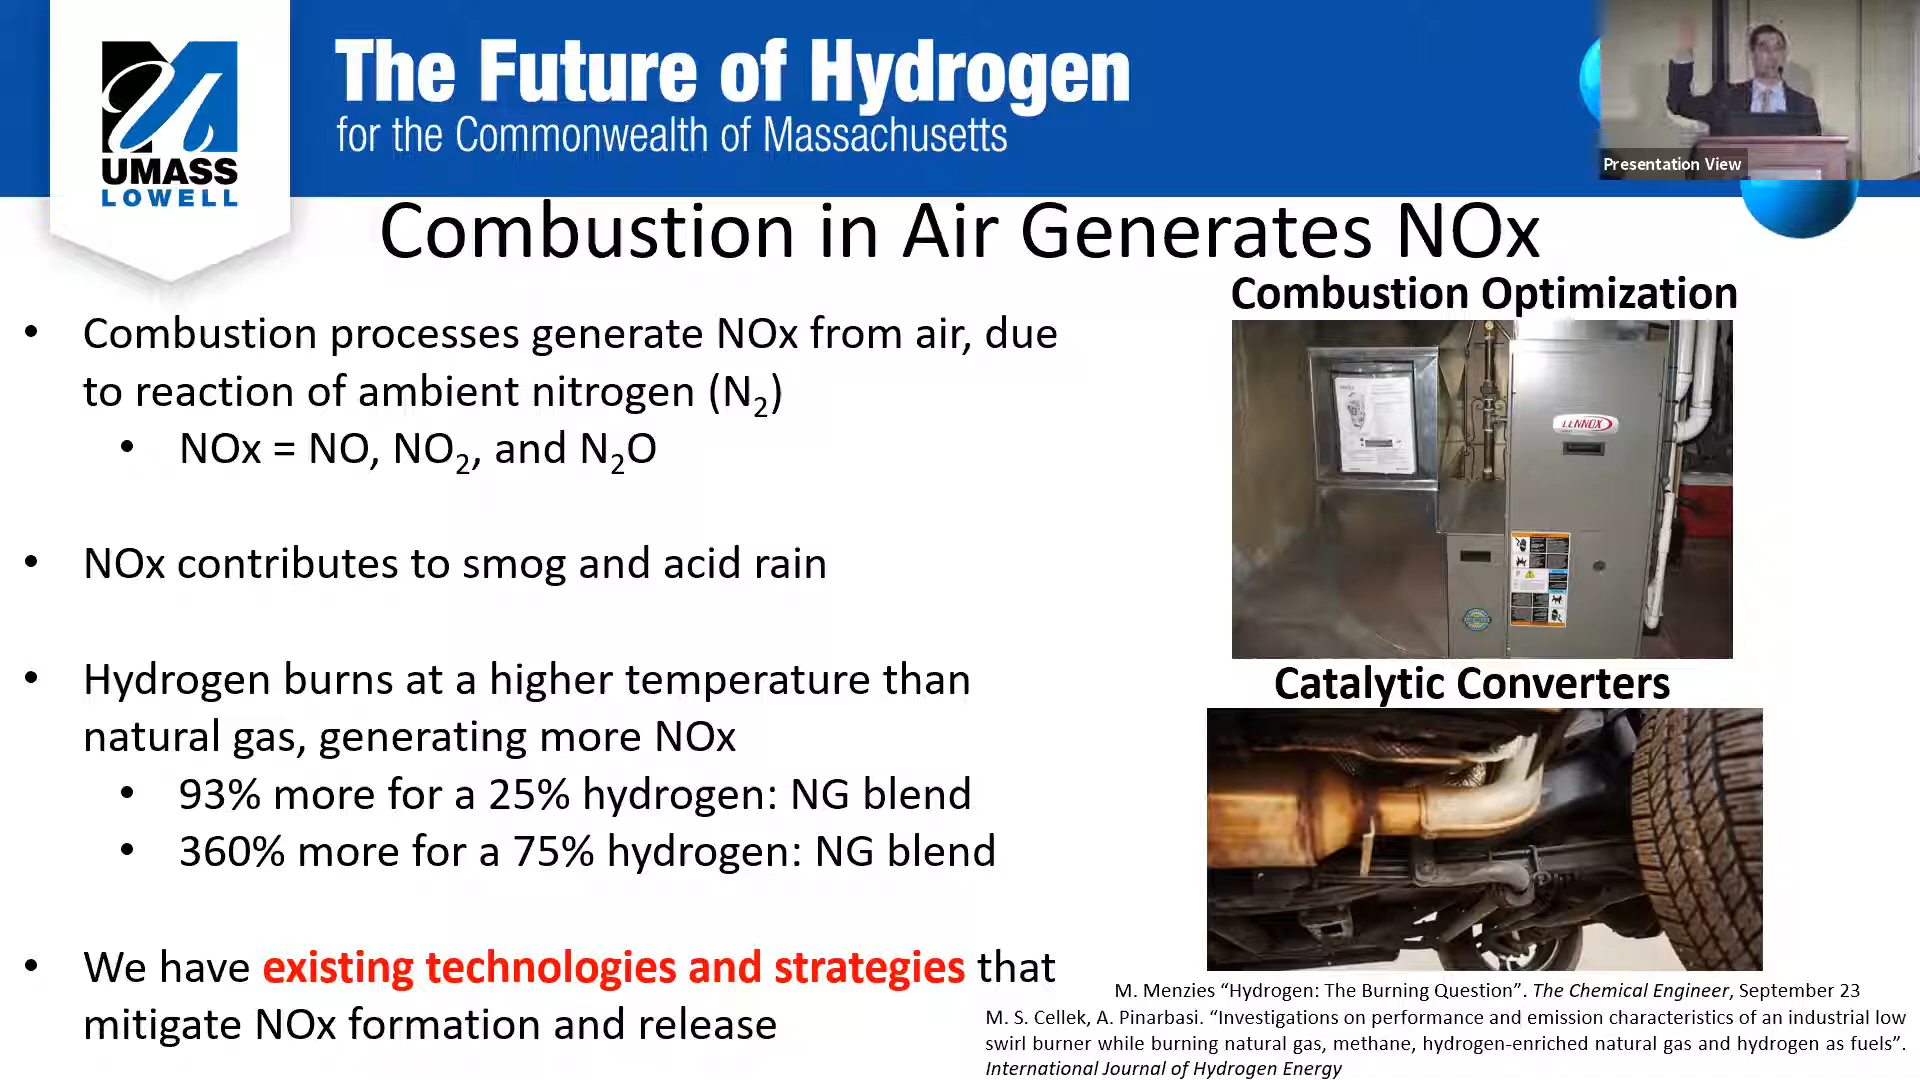 The Future of Hydrogen
for the Commonwealth of Massachusetts
UMASS
LOWELL
Presentation View
Combustion in Air Generates NOx
• Combustion processes generate NOx from air, due
to reaction of ambient nitrogen (N₂)
• NOx = NO, NO₂, and N₂O
• NOx contributes to smog and acid rain
• Hydrogen burns at a higher temperature than
natural gas, generating more NOx
• 93% more for a 25% hydrogen: NG blend
• 360% more for a 75% hydrogen: NG blend
• We have existing technologies and strategies that
mitigate NOx formation and release
Combustion Optimization
LENNOX
Catalytic Converters
M. Menzies “Hydrogen: The Burning Question”. The Chemical Engineer, September 23
M. S. Cellek, A. Pinarbasi. “Investigations on performance and emission characteristics of an industrial low
swirl burner while burning natural gas, methane, hydrogen-enriched natural gas and hydrogen as fuels”.
International Journal of Hydrogen Energy